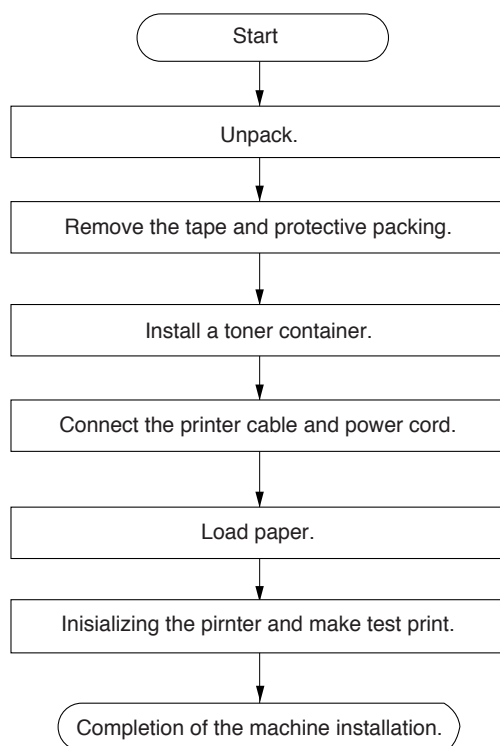 Start
Unpack.
Remove the tape and protective packing.
Install a toner container.
Connect the printer cable and power cord.
Load paper.
Inisializing the pirnter and make test print.
Completion of the machine installation.